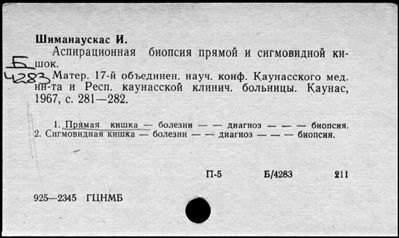 Шиманаускас И.
Аспирационная биопсия прямой и сигмовидной ки-
Б шок.
4283 Матер. 17-й объединен. науч. конф. Каунасского мед.
ин-та и Респ. каунасской клинич. больницы. Каунас,
1967, с. 281—282.
1. Прямая кишка — болезни — — диагноз — — биопсия.
2. Сигмовидная кишка — болезни — — диагноз — — биопсия.
П-5 Б/4283 211
925—2345 ГЦНМБ